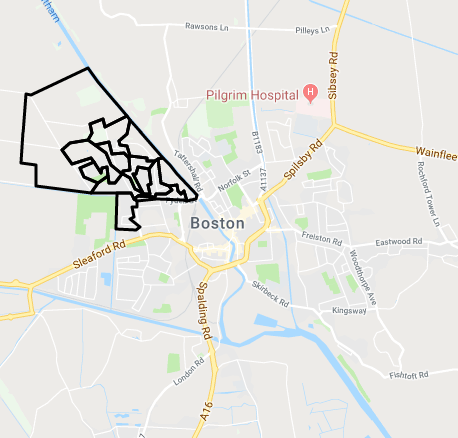 tham
Rawsons Ln
Pilleys Ln
Sibsey Rd
Pilgrim Hospital
H
B1183
Spilsby Rd
Wainflee
Tattershall Rd
Norfolk St
A1137
Rochford Tower Ln
Boston
Freiston Rd
Eastwood Rd
Sleaford Rd
Woodthorpe Ave
Skirbeck Rd
Spalding Rd
Kingsway
London Rd
Fishtoft Rd
A16